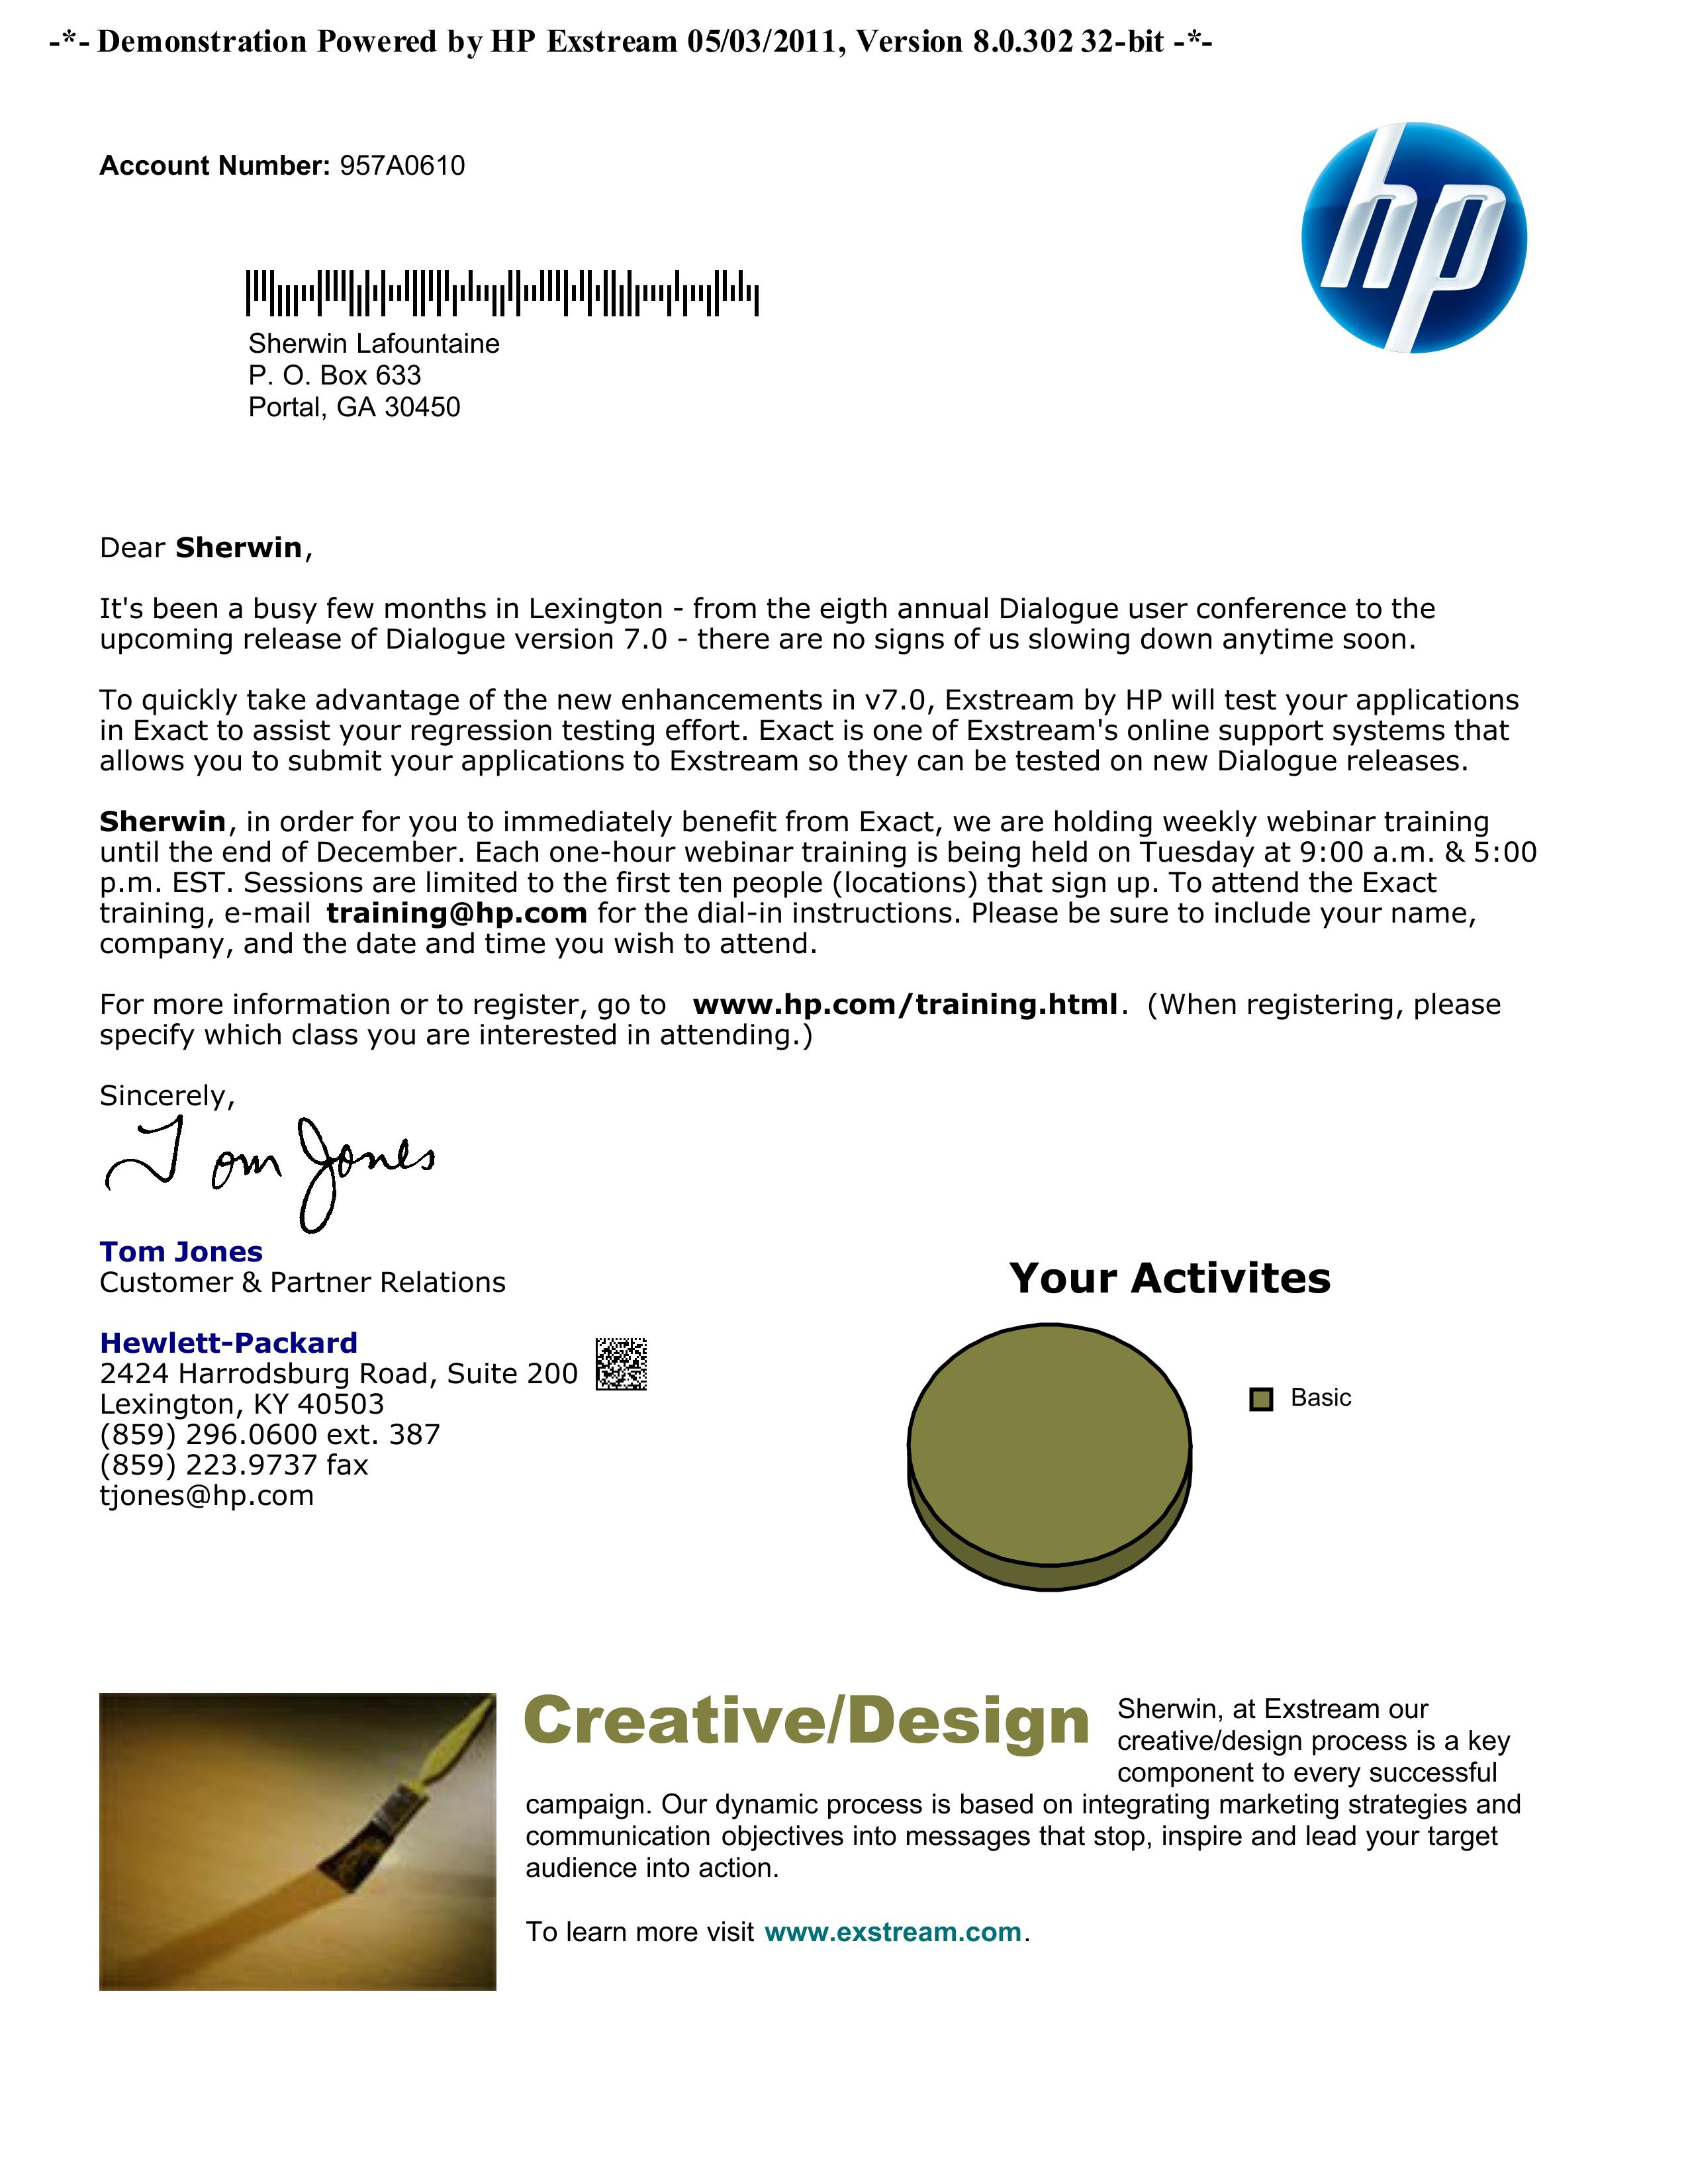 -*- Demonstration Powered by HP Exstream 05/03/2011, Version 8.0.302 32-bit -*-
Account Number: 957A0610
hp
Sherwin Lafountaine
P. O. Box 633
Portal, GA 30450
Dear Sherwin,
It's been a busy few months in Lexington - from the eigth annual Dialogue user conference to the
upcoming release of Dialogue version 7.0 - there are no signs of us slowing down anytime soon.
To quickly take advantage of the new enhancements in v7.0, Exstream by HP will test your applications
in Exact to assist your regression testing effort. Exact is one of Exstream's online support systems that
allows you to submit your applications to Exstream so they can be tested on new Dialogue releases.
Sherwin, in order for you to immediately benefit from Exact, we are holding weekly webinar training
until the end of December. Each one-hour webinar training is being held on Tuesday at 9:00 a.m. & 5:00
p.m. EST. Sessions are limited to the first ten people (locations) that sign up. To attend the Exact
training, e-mail training@hp.com for the dial-in instructions. Please be sure to include your name,
company, and the date and time you wish to attend.
For more information or to register, go to www.hp.com/training.html. (When registering, please
specify which class you are interested in attending.)
Sincerely,
Tom Jones
Tom Jones
Customer & Partner Relations
Hewlett-Packard
2424 Harrodsburg Road, Suite 200
Lexington, KY 40503
(859) 296.0600 ext. 387
(859) 223.9737 fax
tjones@hp.com
Your Activites
Basic
Creative/Design
Sherwin, at Exstream our
creative/design process is a key
component to every successful
campaign. Our dynamic process is based on integrating marketing strategies and
communication objectives into messages that stop, inspire and lead your target
audience into action.
To learn more visit www.exstream.com.